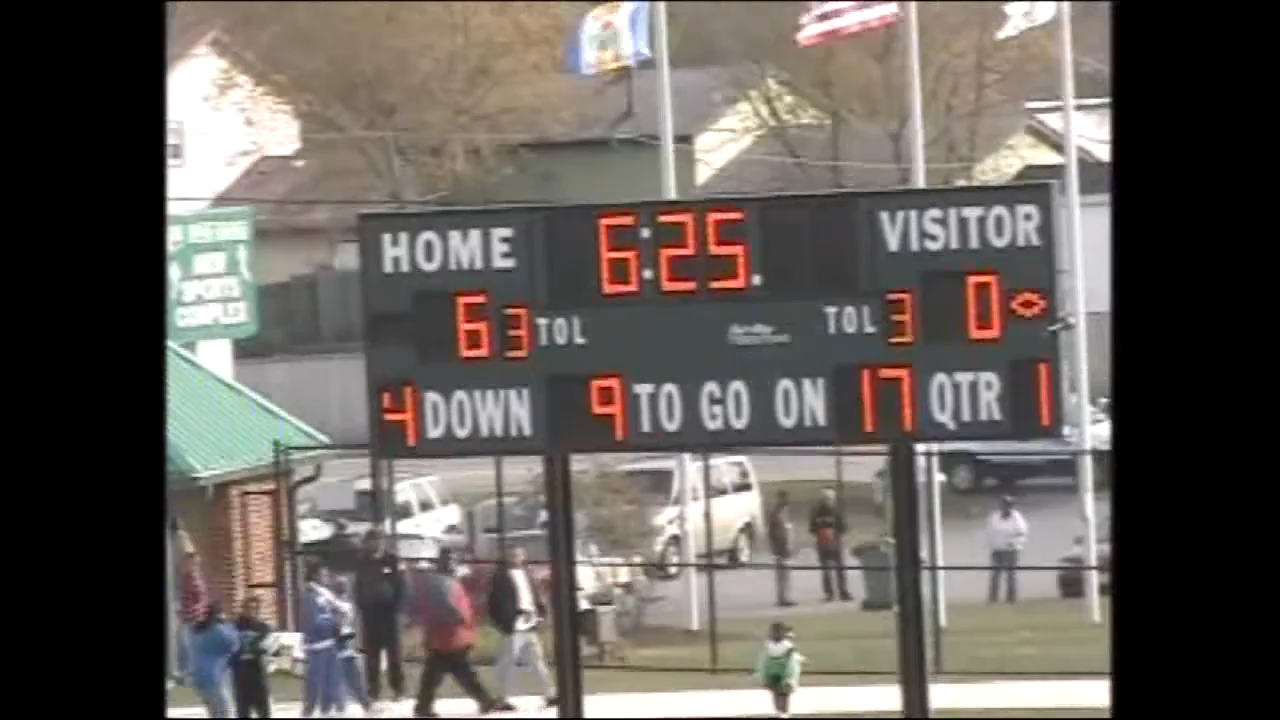 HOME 6:25 VISITOR
6 3 TOL TOL 3 0
4 DOWN 9 TO GO ON 17 QTR 1
SPORTS
COMPLEX